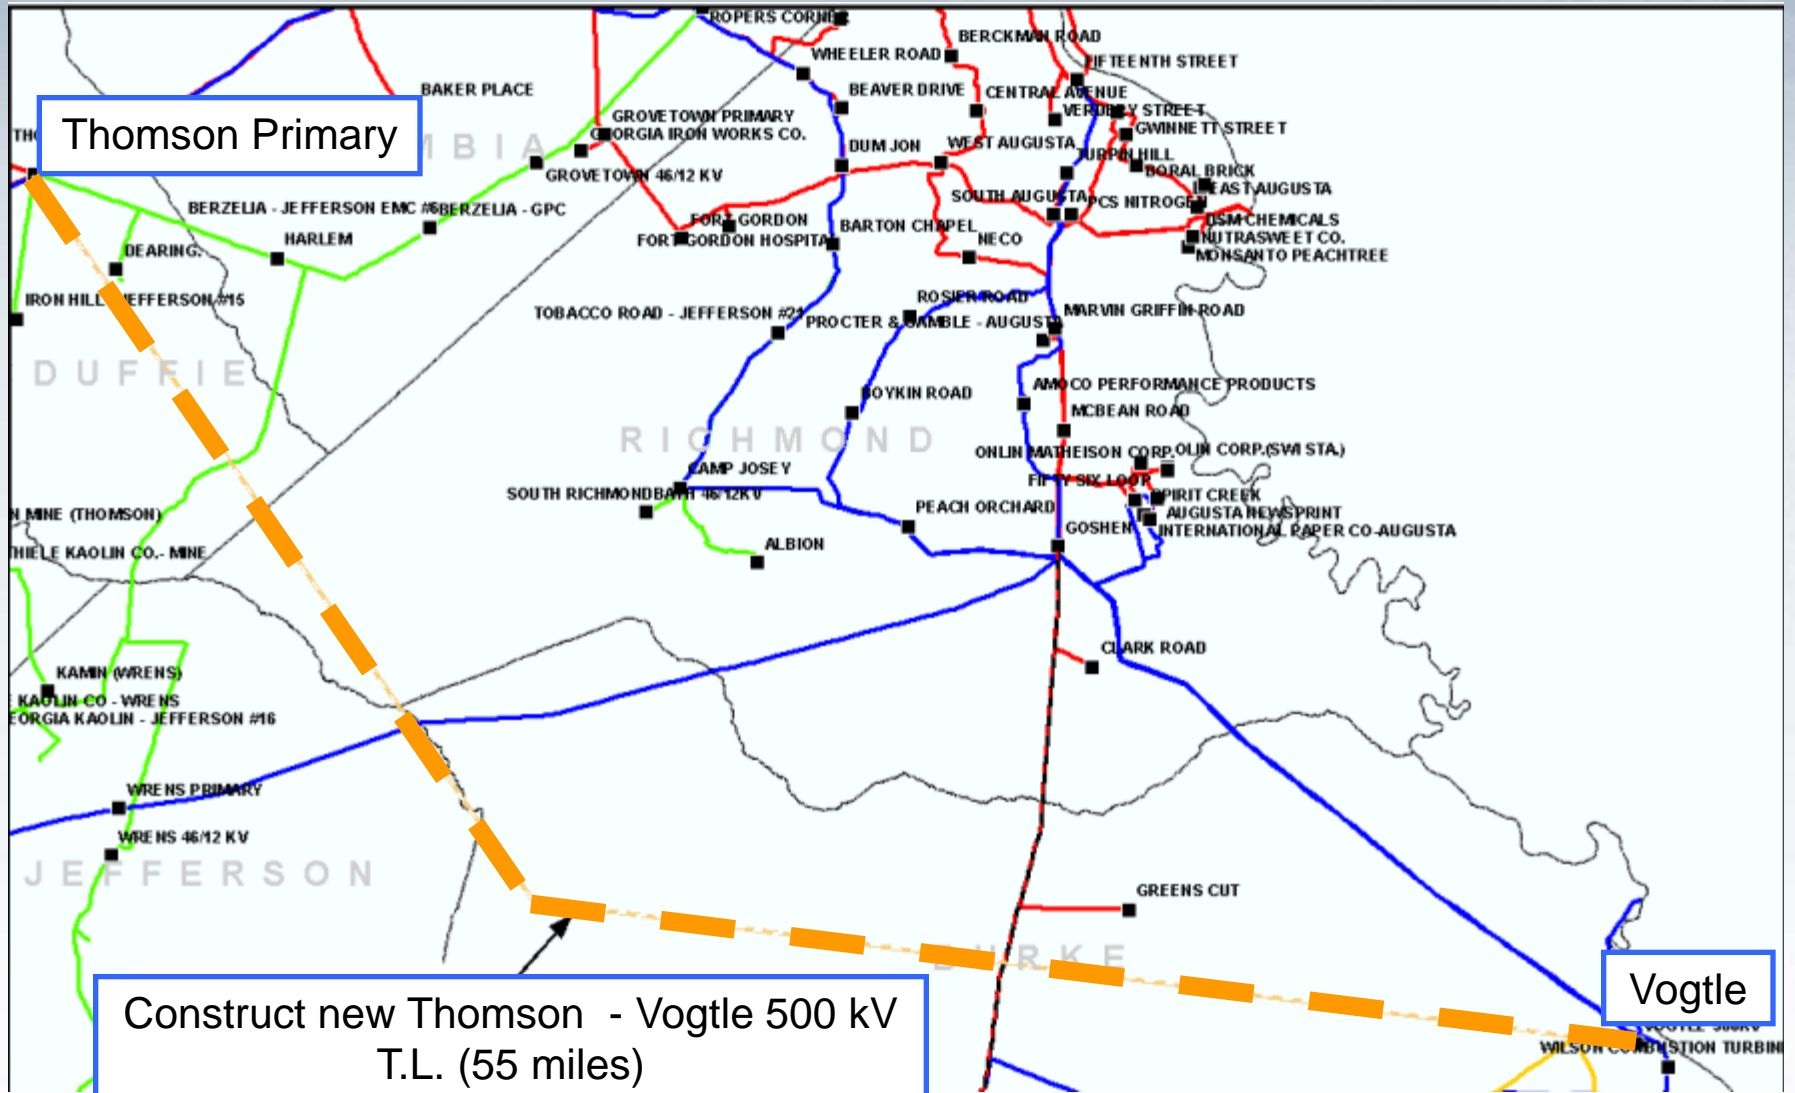 ROPERS CORNER
BERCKMAN ROAD
WHEELER ROAD
FIFTEENTH STREET
BAKER PLACE
BEAVER DRIVE
CENTRAL AVENUE
VERDERY STREET
GROVETOWN PRIMARY
GWINNETT STREET
Thomson Primary
GEORGIA IRON WORKS CO.
DUM JON
WEST AUGUSTA
TURPIN HILL
BORAL BRICK
GROVETOWN 46/12 KV
EAST AUGUSTA
BERZELIA - JEFFERSON EMC #6
BERZELIA - GPC
SOUTH AUGUSTA
PCS NITROGEN
FORT GORDON
DSM CHEMICALS
HARLEM
FORT GORDON HOSPITAL
BARTON CHAPEL
NECO
NUTRASWEET CO.
DEARING
MONSANTO PEACHTREE
IRON HILL JEFFERSON #15
ROSIER ROAD
TOBACCO ROAD - JEFFERSON #21
PROCTER & GAMBLE - AUGUSTA
MARVIN GRIFFIN ROAD
DUFFIE
AMOCO PERFORMANCE PRODUCTS
BOYKIN ROAD
MCBEAN ROAD
RICHMOND
ONLIN MATHEISON CORP.
OLIN CORP.(SWI STA.)
CAMP JOSEY
FIFTY SIX LOOP
SOUTH RICHMOND
BATH 46/12KV
SPIRIT CREEK
N MINE (THOMSON)
PEACH ORCHARD
AUGUSTA NEWSPRINT
GOSHEN
INTERNATIONAL PAPER CO-AUGUSTA
THIELE KAOLIN CO.- MINE
ALBION
CLARK ROAD
KAMIN (WRENS)
E KAOLIN CO - WRENS
EORGIA KAOLIN - JEFFERSON #16
WRENS PRIMARY
WRENS 46/12 KV
JEFFERSON
GREENS CUT
BURKE
Vogtle
Construct new Thomson - Vogtle 500 kV
T.L. (55 miles)
VOGTLE 500KV
WILSON COMBUSTION TURBIN